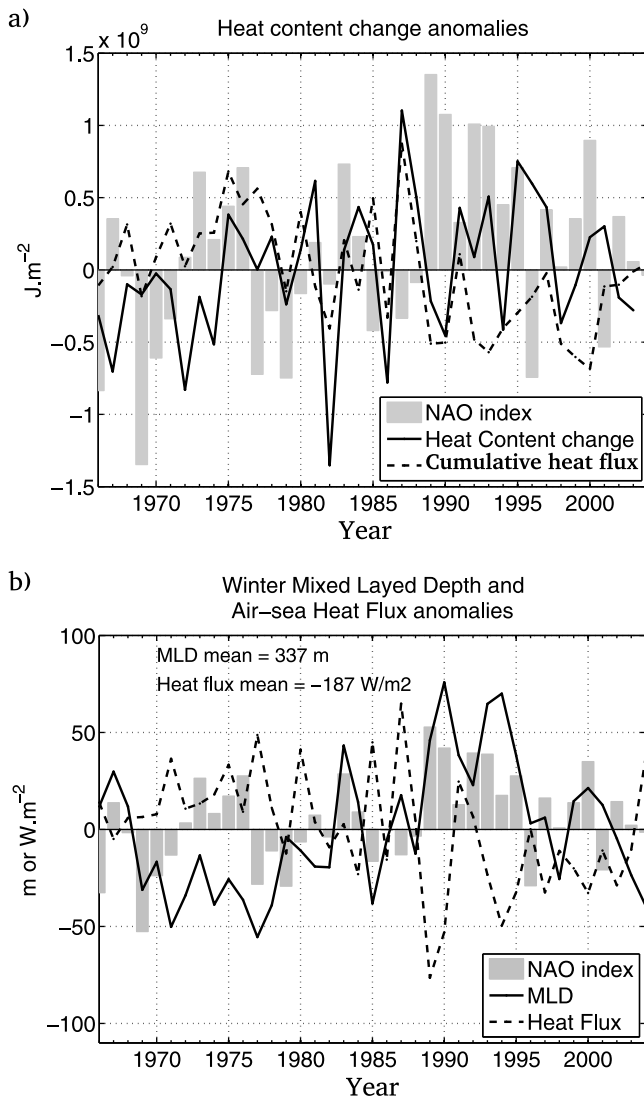 a)
Heat content change anomalies
× 10⁹
1.5
1
0.5
0
−0.5
−1
−1.5
J.m⁻²
NAO index
Heat Content change
Cumulative heat flux
1970 1975 1980 1985 1990 1995 2000
Year
b)
Winter Mixed Layed Depth and
Air−sea Heat Flux anomalies
MLD mean = 337 m
Heat flux mean = −187 W/m2
100
50
0
−50
−100
m or W.m⁻²
NAO index
MLD
Heat Flux
1970 1975 1980 1985 1990 1995 2000
Year